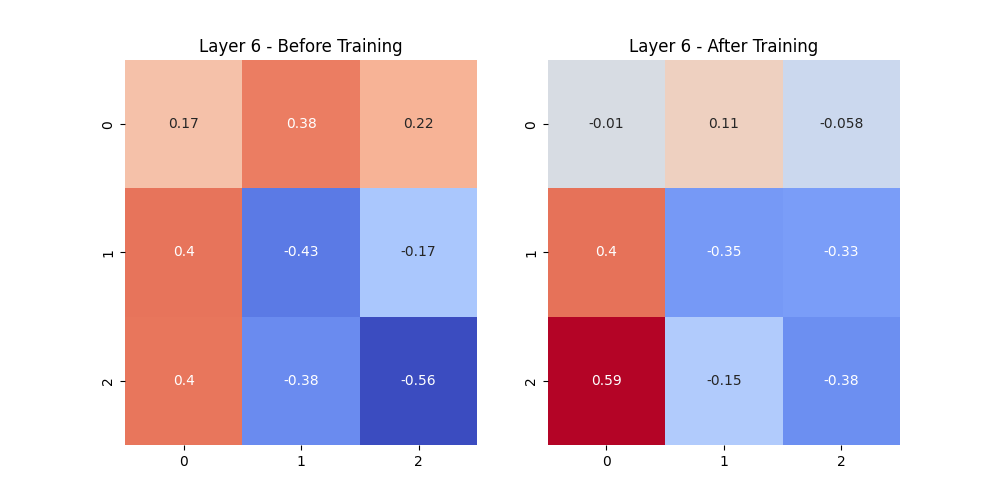 Layer 6 - Before Training
Layer 6 - After Training
0 0.17 0.38 0.22
1 0.4 -0.43 -0.17
2 0.4 -0.38 -0.56
0 1 2
0 -0.01 0.11 -0.058
1 0.4 -0.35 -0.33
2 0.59 -0.15 -0.38
0 1 2